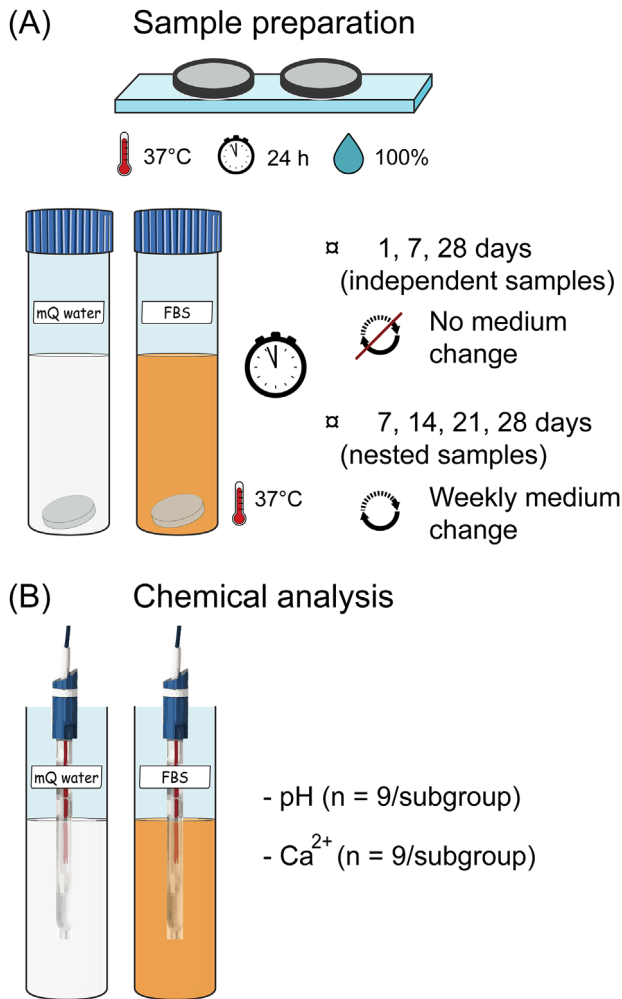 (A) Sample preparation
37°C 24 h 100%
mQ water FBS
¤ 1, 7, 28 days
(independent samples)
No medium
change
¤ 7, 14, 21, 28 days
(nested samples)
37°C
Weekly medium
change
(B) Chemical analysis
mQ water FBS
- pH (n = 9/subgroup)
- Ca²⁺ (n = 9/subgroup)